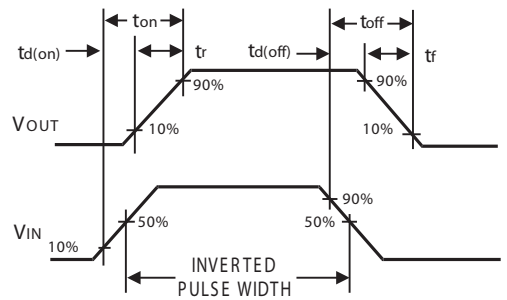 ton
toff
td(on)
tr
td(off)
tf
90%
90%
VOUT
10%
10%
90%
50%
50%
VIN
10%
INVERTED
PULSE WIDTH